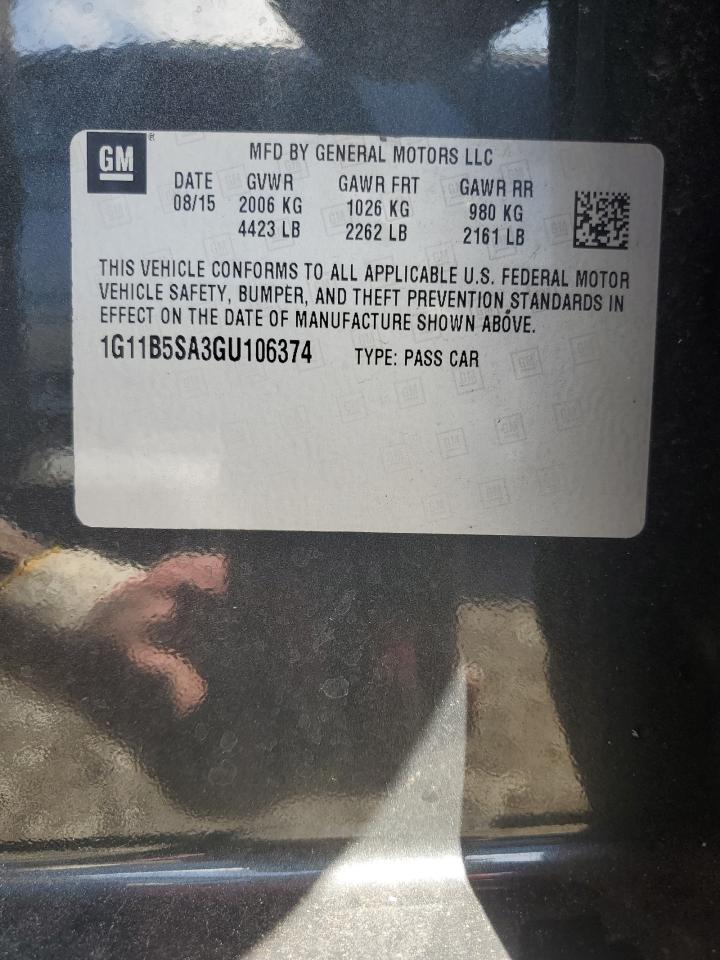 GM
MFD BY GENERAL MOTORS LLC
DATE GVWR GAWR FRT GAWR RR
08/15 2006 KG 1026 KG 980 KG
4423 LB 2262 LB 2161 LB
THIS VEHICLE CONFORMS TO ALL APPLICABLE U.S. FEDERAL MOTOR
VEHICLE SAFETY, BUMPER, AND THEFT PREVENTION STANDARDS IN
EFFECT ON THE DATE OF MANUFACTURE SHOWN ABOVE.
1G11B5SA3GU106374 TYPE: PASS CAR